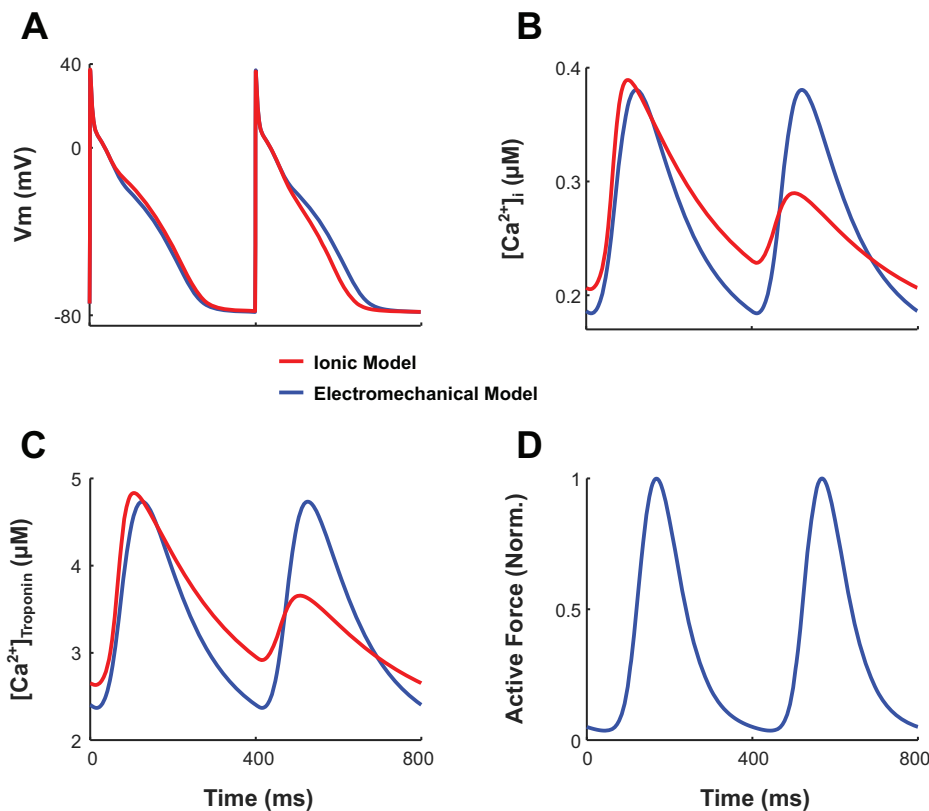 A
40
0
-80
Vm (mV)
B
0.4
0.3
0.2
[Ca²⁺]ᵢ (µM)
Ionic Model
Electromechanical Model
C
5
4
3
2
[Ca²⁺]Troponin (µM)
0
400
800
Time (ms)
D
1
0.5
0
Active Force (Norm.)
0
400
800
Time (ms)